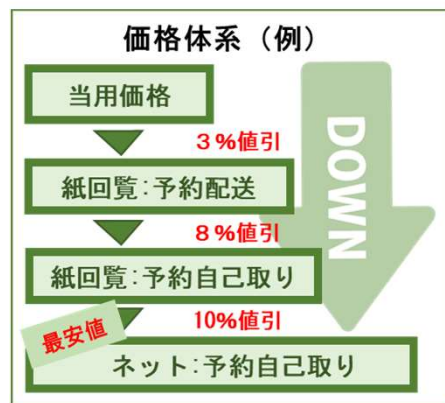 価格体系（例）
当用価格
3%値引
紙回覧：予約配送
8%値引
紙回覧：予約自己取り
10%値引
最安値
ネット：予約自己取り
DOWN